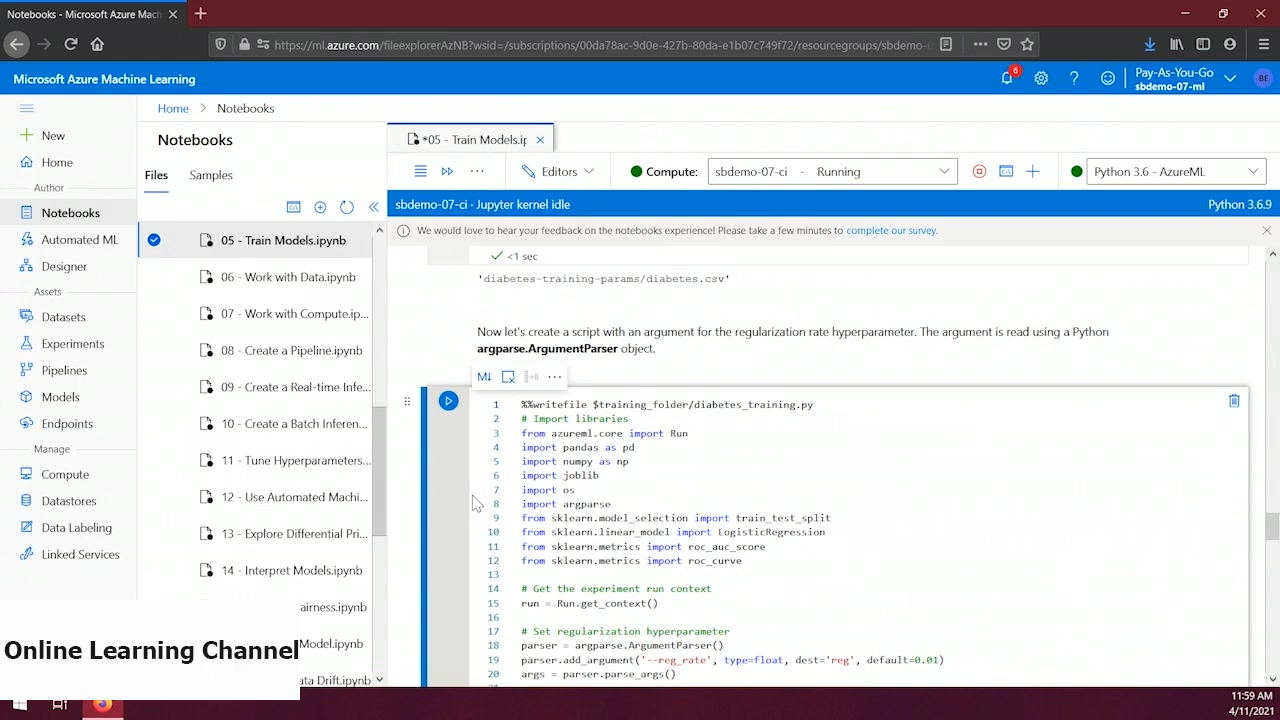 Notebooks - Microsoft Azure Mach
https://ml.azure.com/fileexplorerAzNB?wsid=/subscriptions/00da78ac-9d0e-427b-80da-e1b07c749f72/resourcegroups/sbdemo-0
Microsoft Azure Machine Learning
6
Pay-As-You-Go
sbdemo-07-ml
BE
New
Home
Author
Notebooks
Automated ML
Designer
Assets
Datasets
Experiments
Pipelines
Models
Endpoints
Manage
Compute
Datastores
Data Labeling
Linked Services
Home > Notebooks
Notebooks
Files Samples
05 - Train Models.ipynb
06 - Work with Data.ipynb
07 - Work with Compute.ip...
08 - Create a Pipeline.ipynb
09 - Create a Real-time Infe...
10 - Create a Batch Inferen...
11 - Tune Hyperparameters...
12 - Use Automated Machi...
13 - Explore Differential Pri...
14 - Interpret Models.ipynb
airness.ipynb
Model.ipynb
ata Drift.ipynb
*05 - Train Models.ip
Editors
Compute: sbdemo-07-ci - Running
Python 3.6 - AzureML
sbdemo-07-ci · Jupyter kernel idle
Python 3.6.9
We would love to hear your feedback on the notebooks experience! Please take a few minutes to complete our survey.
<1 sec
'diabetes-training-params/diabetes.csv'
Now let's create a script with an argument for the regularization rate hyperparameter. The argument is read using a Python
argparse.ArgumentParser object.
M↓
1 %%writefile $training_folder/diabetes_training.py
2 # Import libraries
3 from azureml.core import Run
4 import pandas as pd
5 import numpy as np
6 import joblib
7 import os
8 import argparse
9 from sklearn.model_selection import train_test_split
10 from sklearn.linear_model import LogisticRegression
11 from sklearn.metrics import roc_auc_score
12 from sklearn.metrics import roc_curve
13
14 # Get the experiment run context
15 run = Run.get_context()
16
17 # Set regularization hyperparameter
18 parser = argparse.ArgumentParser()
19 parser.add_argument('--reg_rate', type=float, dest='reg', default=0.01)
20 args = parser.parse_args()
Online Learning Channel
11:59 AM
4/11/2021